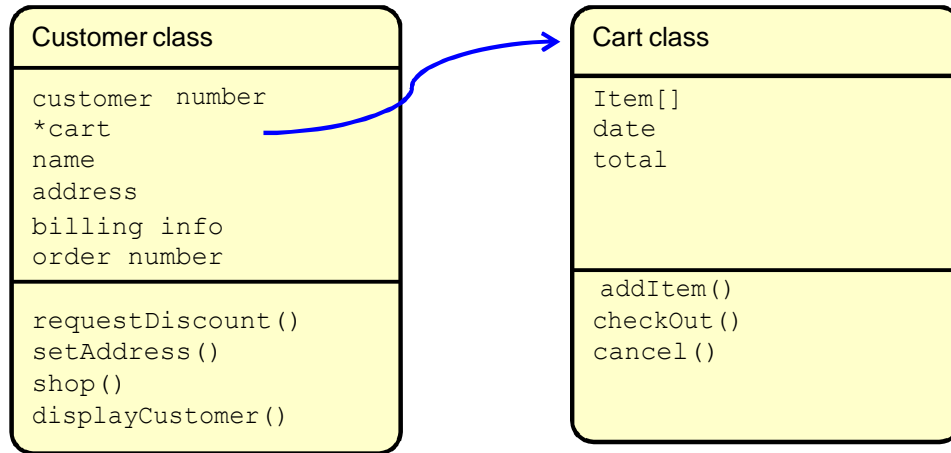 Customer class
customer number
*cart
name
address
billing info
order number
requestDiscount()
setAddress()
shop()
displayCustomer()
Cart class
Item[]
date
total
addItem()
checkOut()
cancel()